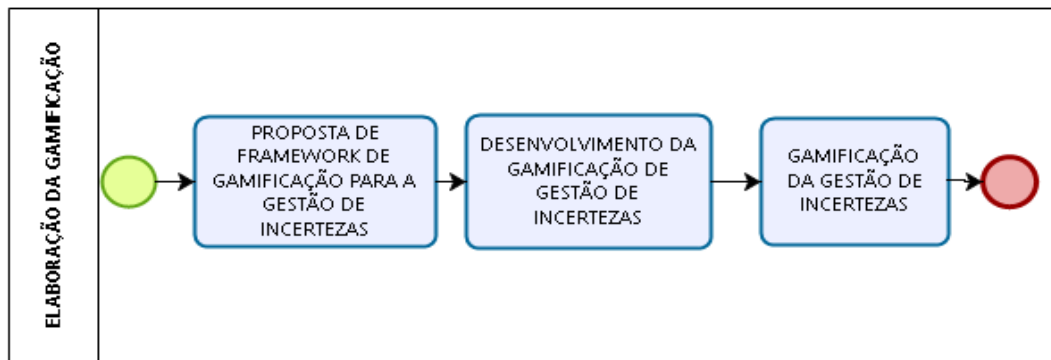 ELABORAÇÃO DA GAMIFICAÇÃO
PROPOSTA DE
FRAMEWORK DE
GAMIFICAÇÃO PARA A
GESTÃO DE
INCERTEZAS
DESENVOLVIMENTO DA
GAMIFICAÇÃO DE
GESTÃO DE
INCERTEZAS
GAMIFICAÇÃO
DA GESTÃO DE
INCERTEZAS